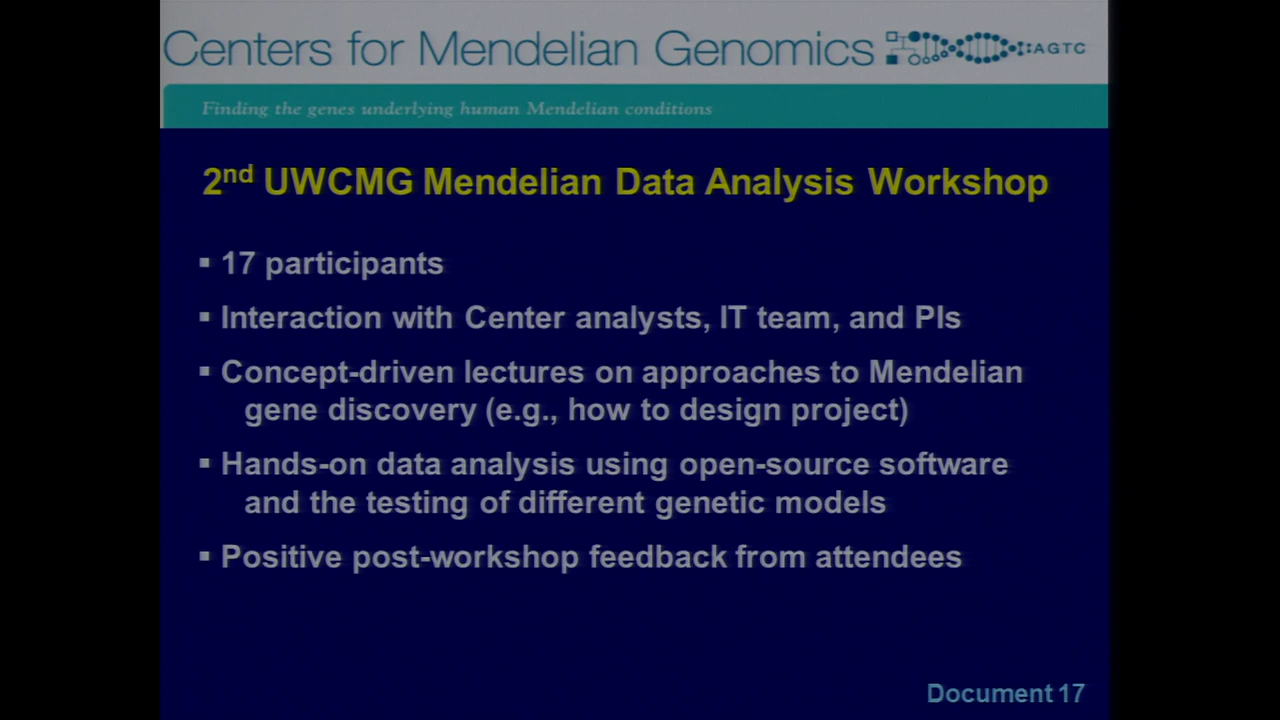 Centers for Mendelian Genomics
AGTC
Finding the genes underlying human Mendelian conditions
2nd UWCMG Mendelian Data Analysis Workshop
▪ 17 participants
▪ Interaction with Center analysts, IT team, and PIs
▪ Concept-driven lectures on approaches to Mendelian
gene discovery (e.g., how to design project)
▪ Hands-on data analysis using open-source software
and the testing of different genetic models
▪ Positive post-workshop feedback from attendees
Document 17